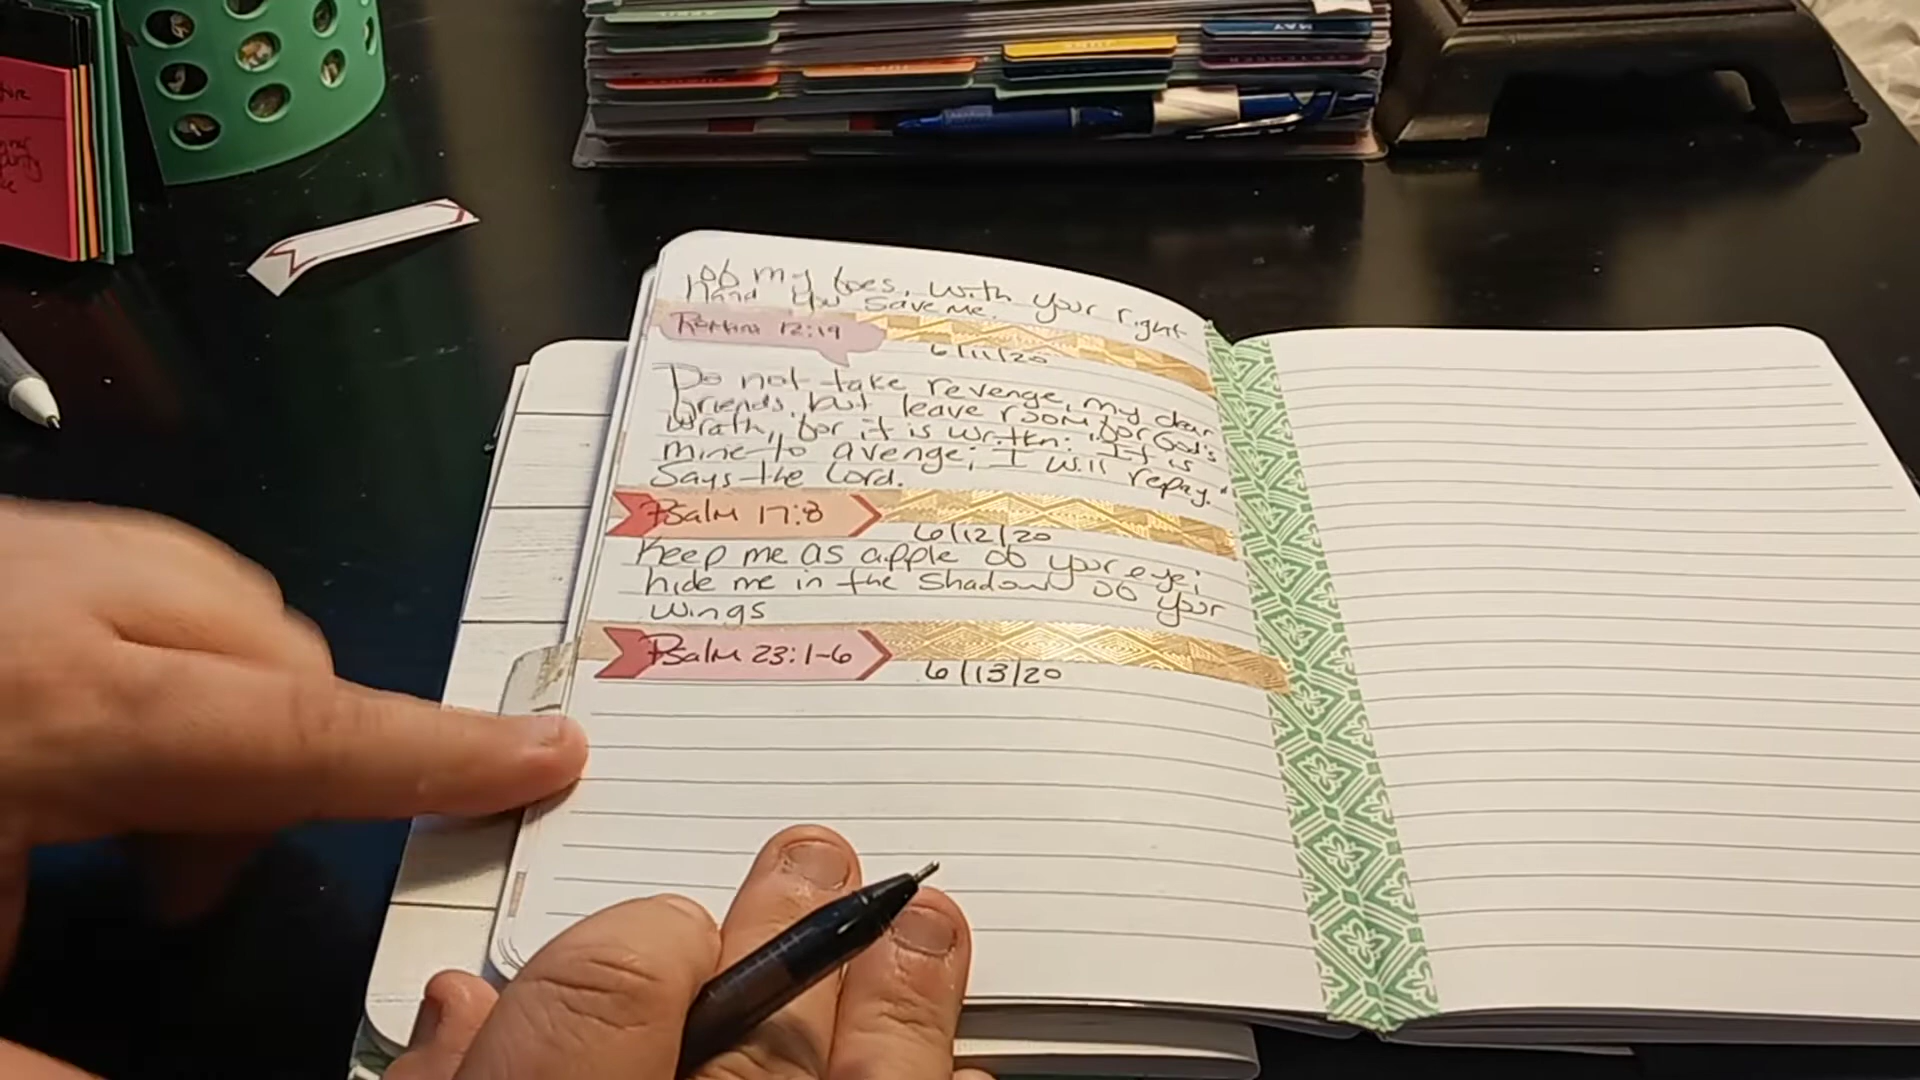 of my foes, with your right
hand you save me.
Romans 12:19
6/11/20
Do not take revenge, my dear
friends, but leave room for God's
wrath, for it is written: "It is
mine to avenge; I will repay."
Says the Lord.
Psalm 17:8
6/12/20
Keep me as apple of your eye;
hide me in the Shadow of your
wings
Psalm 23:1-6
6/13/20
APRIL
MAY
JUNE